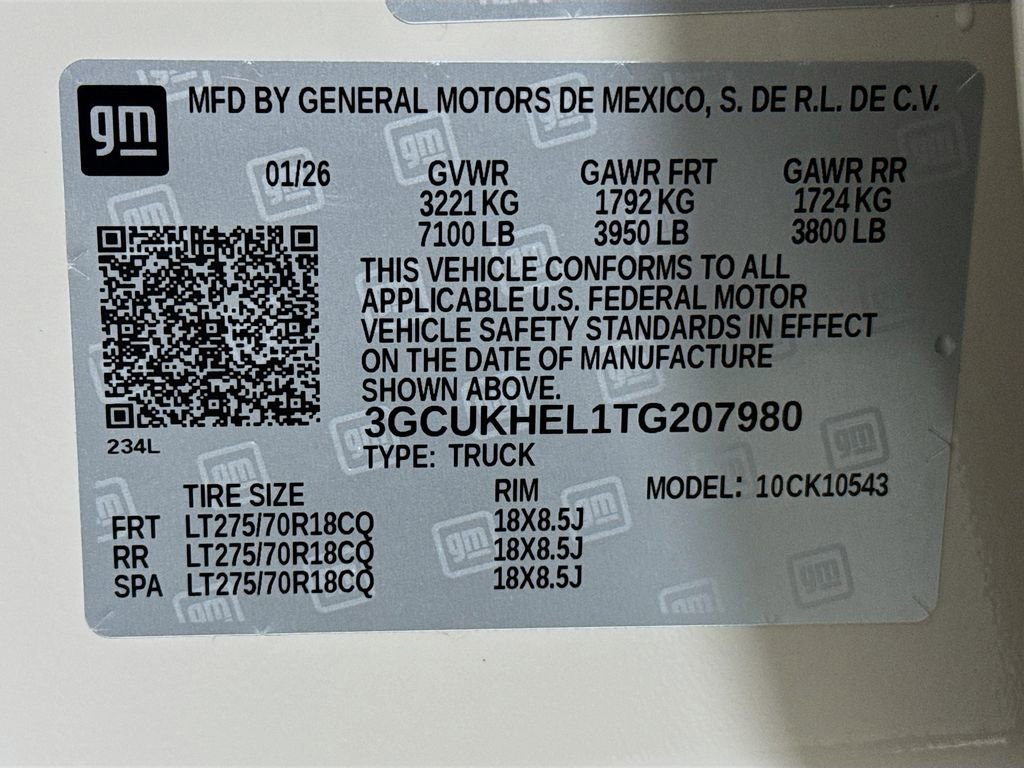 gm MFD BY GENERAL MOTORS DE MEXICO, S. DE R.L. DE C.V.
01/26 GVWR GAWR FRT GAWR RR
3221 KG 1792 KG 1724 KG
7100 LB 3950 LB 3800 LB
THIS VEHICLE CONFORMS TO ALL
APPLICABLE U.S. FEDERAL MOTOR
VEHICLE SAFETY STANDARDS IN EFFECT
ON THE DATE OF MANUFACTURE
SHOWN ABOVE.
3GCUKHEL1TG207980
234L
TYPE: TRUCK
TIRE SIZE RIM MODEL: 10CK10543
FRT LT275/70R18CQ 18X8.5J
RR LT275/70R18CQ 18X8.5J
SPA LT275/70R18CQ 18X8.5J